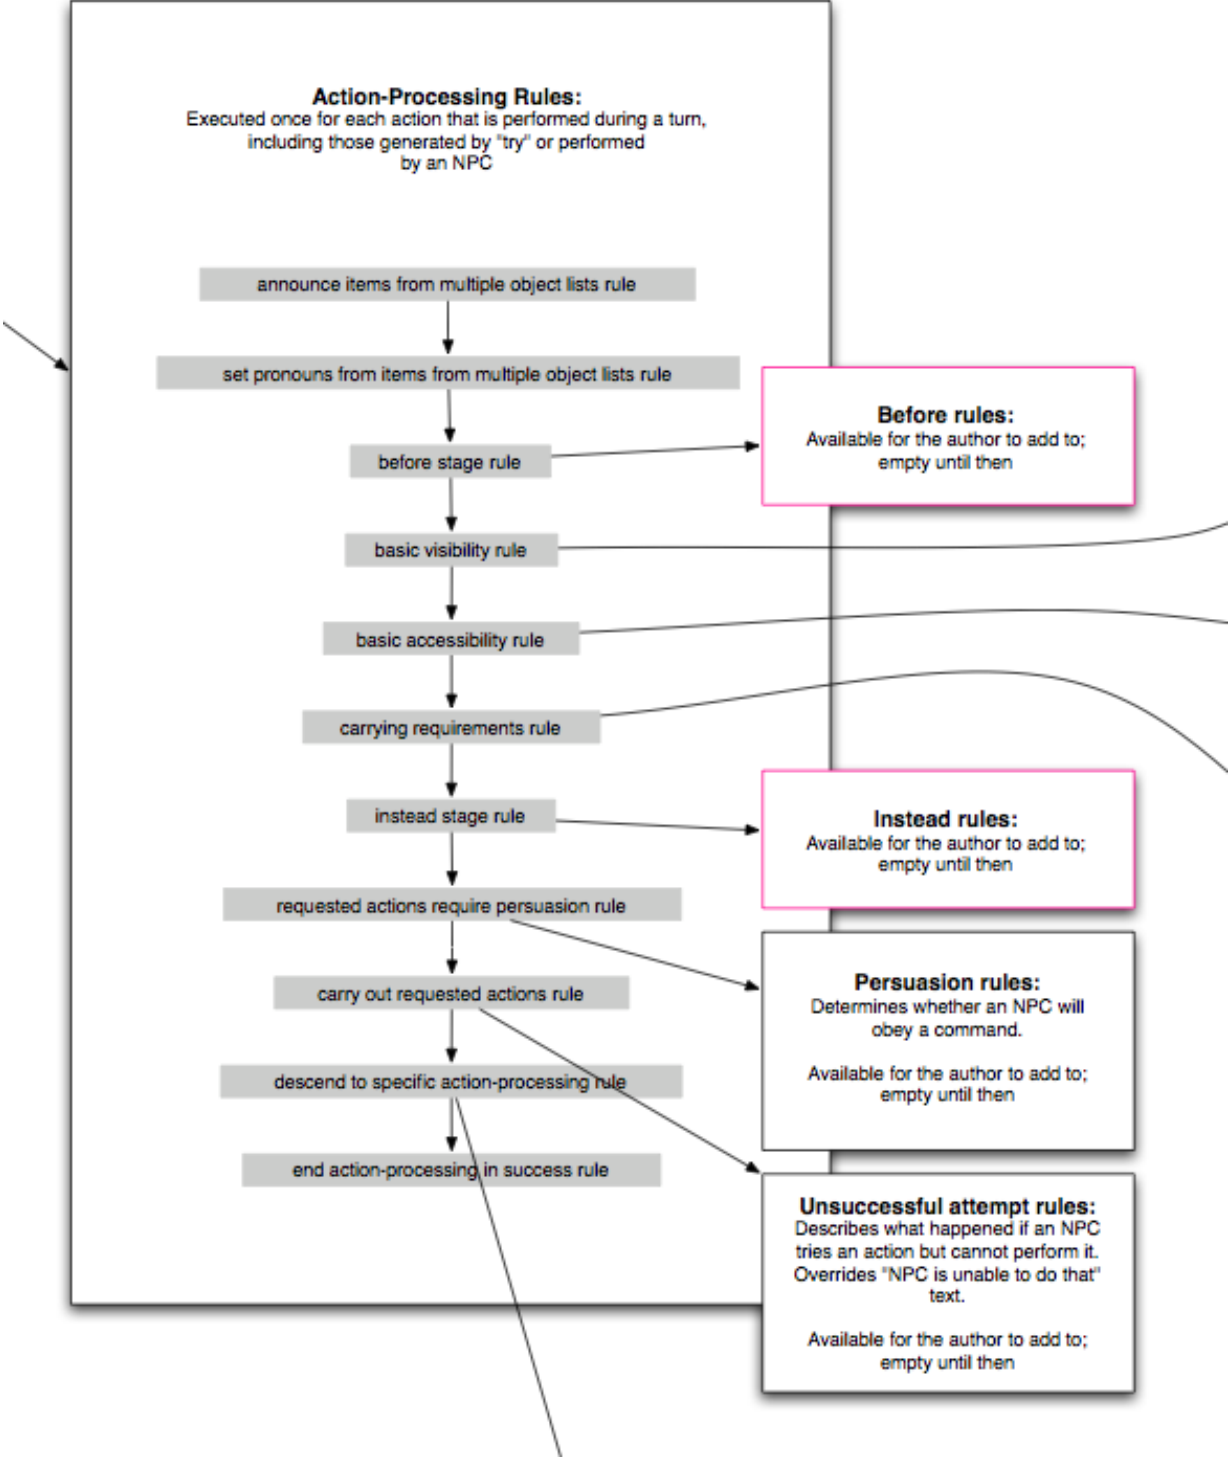 Action-Processing Rules:
Executed once for each action that is performed during a turn,
including those generated by "try" or performed
by an NPC
announce items from multiple object lists rule
set pronouns from items from multiple object lists rule
before stage rule
Before rules:
Available for the author to add to;
empty until then
basic visibility rule
basic accessibility rule
carrying requirements rule
instead stage rule
Instead rules:
Available for the author to add to;
empty until then
requested actions require persuasion rule
carry out requested actions rule
Persuasion rules:
Determines whether an NPC will
obey a command.
Available for the author to add to;
empty until then
descend to specific action-processing rule
end action-processing in success rule
Unsuccessful attempt rules:
Describes what happened if an NPC
tries an action but cannot perform it.
Overrides "NPC is unable to do that"
text.
Available for the author to add to;
empty until then